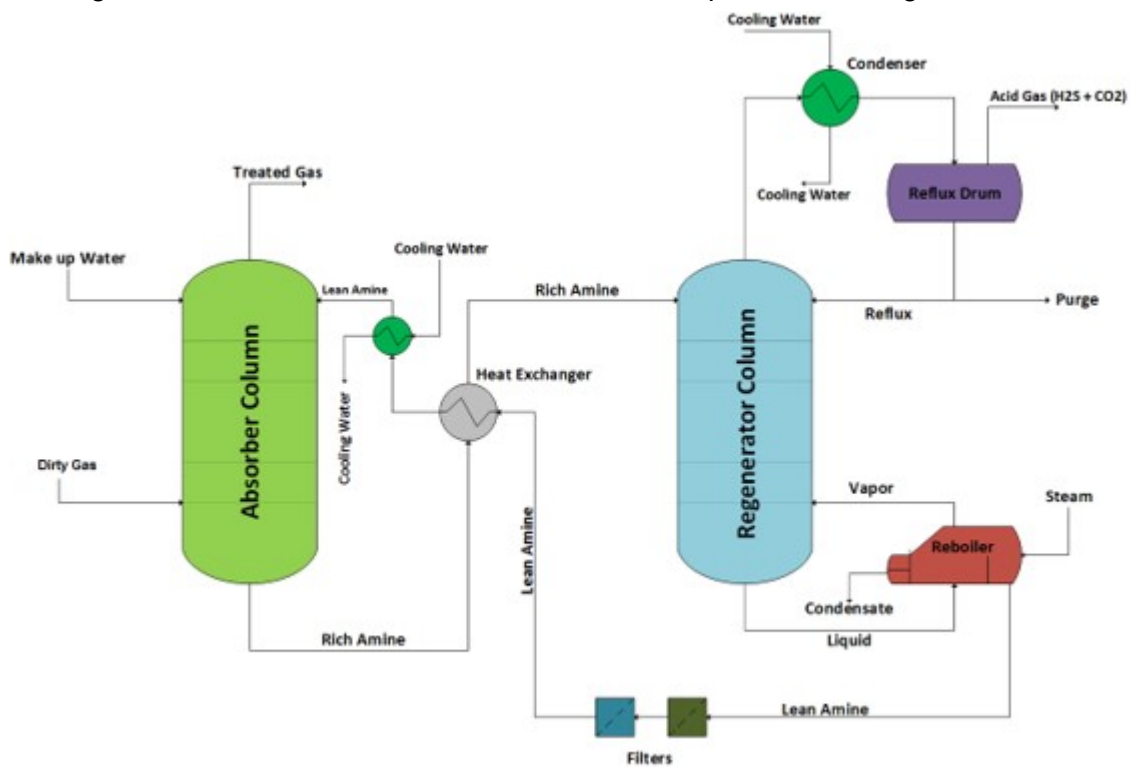 Cooling Water
Condenser
Acid Gas (H2S + CO2)
Treated Gas
Cooling Water
Reflux Drum
Make up Water
Cooling Water
Lean Amine
Rich Amine
Reflux
Purge
Absorber Column
Regenerator Column
Heat Exchanger
Cooling Water
Dirty Gas
Vapor
Steam
Lean Amine
Reboiler
Condensate
Rich Amine
Liquid
Lean Amine
Filters